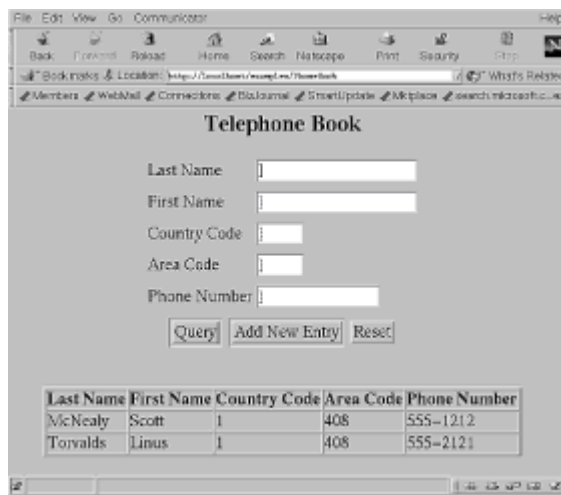 File Edit View Go Communicator Help
Back Forward Reload Home Search Netscape Print Security Stop
Bookmarks & Location: What's Related
Members WebMail Connections BizJournal SmartUpdate Mktplace
Telephone Book
Last Name
First Name
Country Code
Area Code
Phone Number
Query Add New Entry Reset
Last Name First Name Country Code Area Code Phone Number
McNealy Scott 1 408 555-1212
Torvalds Linus 1 408 555-2121